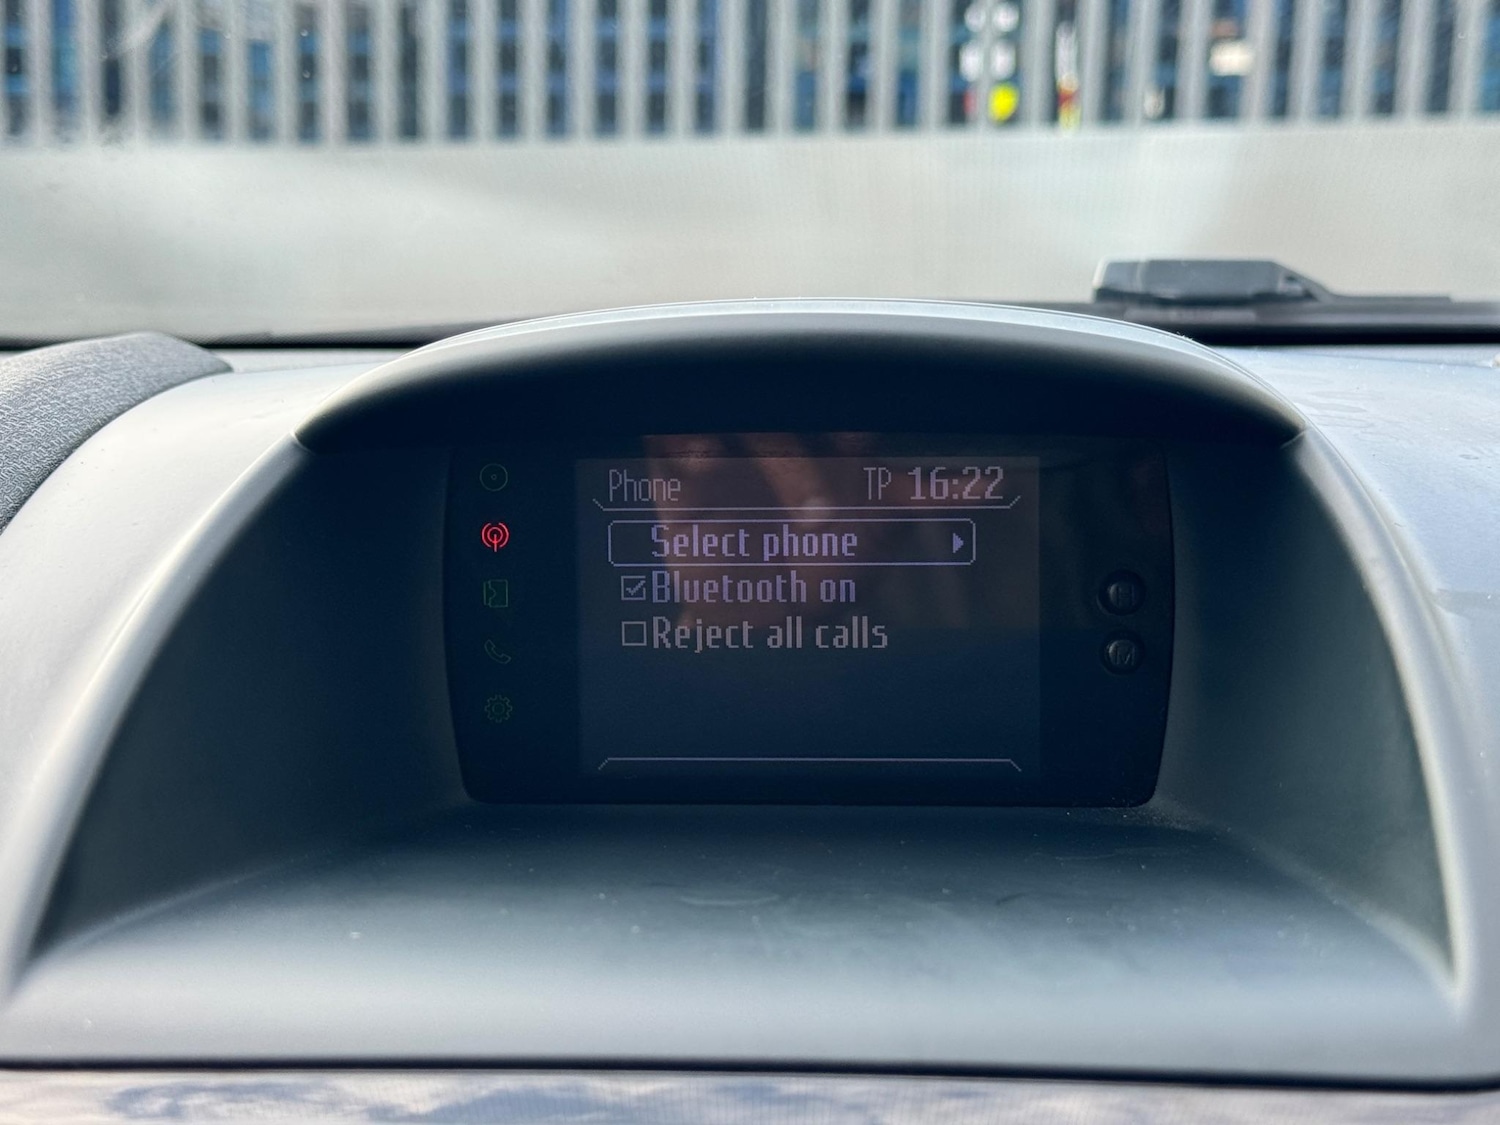 Phone TP 16:22
Select phone
Bluetooth on
Reject all calls
H
M